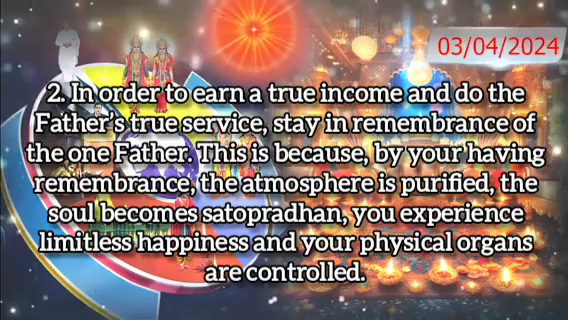 03/04/2024
2. In order to earn a true income and do the
Father's true service, stay in remembrance of
the one Father. This is because, by your having
remembrance, the atmosphere is purified, the
soul becomes satopradhan, you experience
limitless happiness and your physical organs
are controlled.